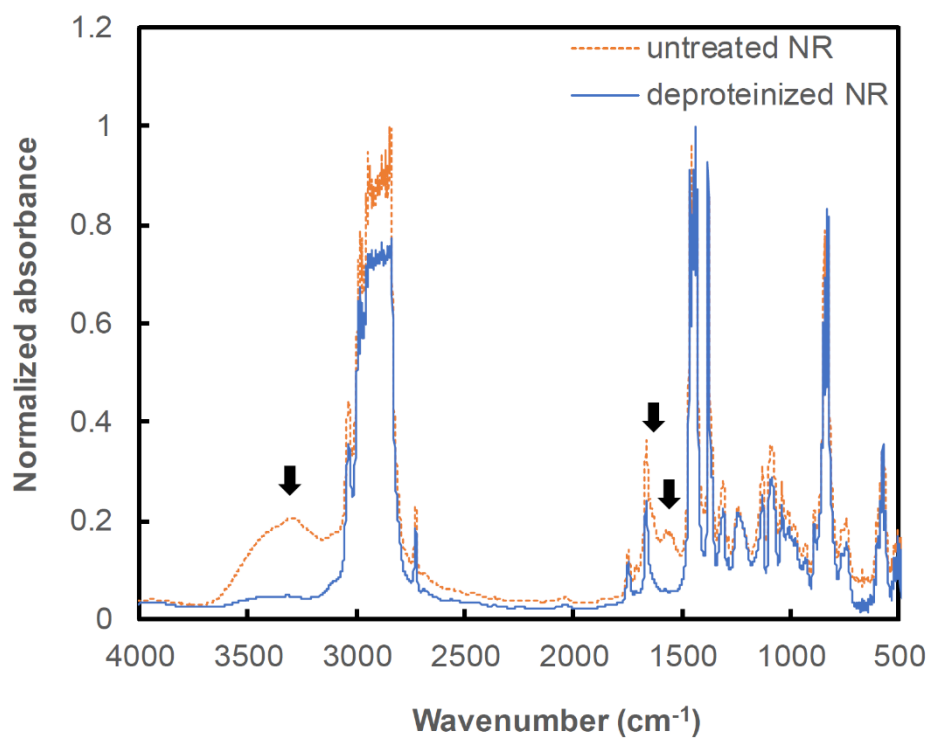 1.2
untreated NR
deproteinized NR
1
0.8
0.6
0.4
0.2
0
4000 3500 3000 2500 2000 1500 1000 500
Normalized absorbance
Wavenumber (cm⁻¹)